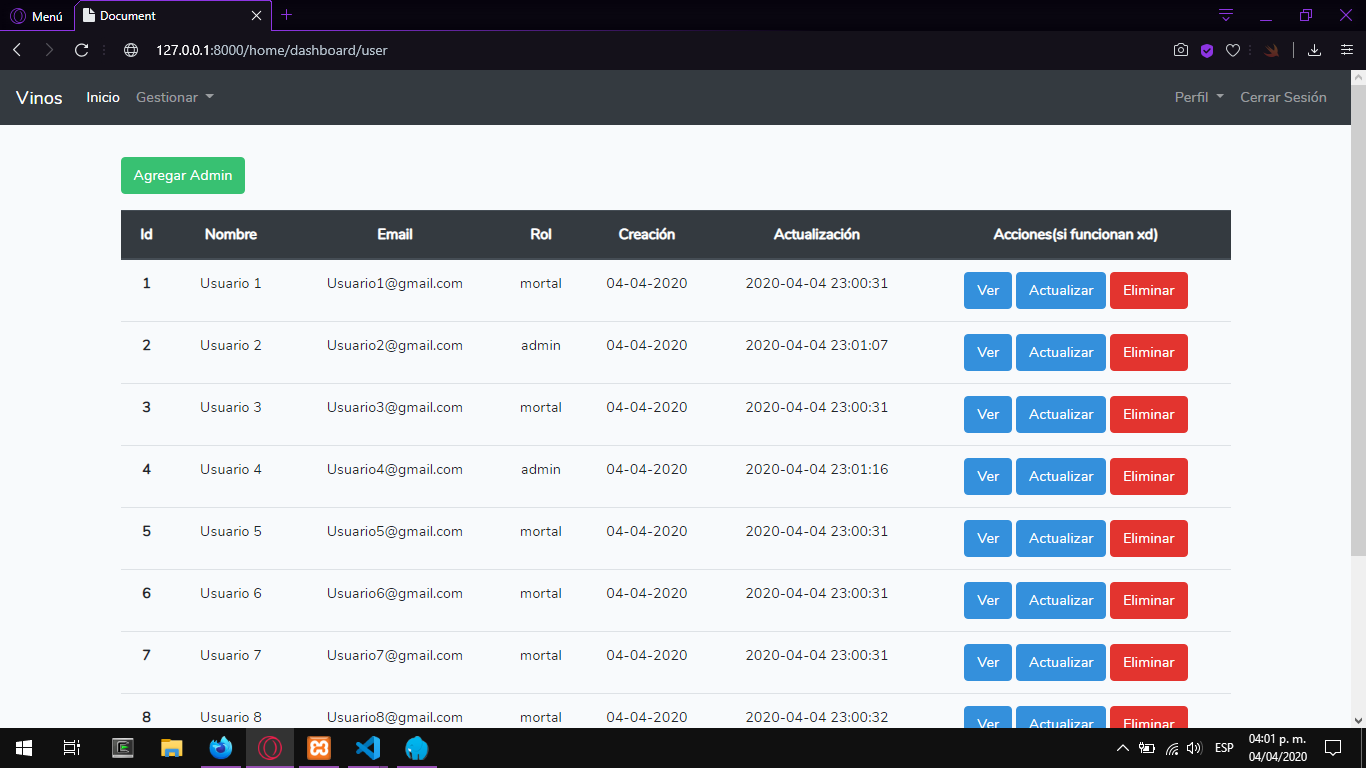 Menú Document
127.0.0.1:8000/home/dashboard/user
Vinos Inicio Gestionar Perfil Cerrar Sesión
Agregar Admin
Id Nombre Email Rol Creación Actualización Acciones(si funcionan xd)
1 Usuario 1 Usuario1@gmail.com mortal 04-04-2020 2020-04-04 23:00:31 Ver Actualizar Eliminar
2 Usuario 2 Usuario2@gmail.com admin 04-04-2020 2020-04-04 23:01:07 Ver Actualizar Eliminar
3 Usuario 3 Usuario3@gmail.com mortal 04-04-2020 2020-04-04 23:00:31 Ver Actualizar Eliminar
4 Usuario 4 Usuario4@gmail.com admin 04-04-2020 2020-04-04 23:01:16 Ver Actualizar Eliminar
5 Usuario 5 Usuario5@gmail.com mortal 04-04-2020 2020-04-04 23:00:31 Ver Actualizar Eliminar
6 Usuario 6 Usuario6@gmail.com mortal 04-04-2020 2020-04-04 23:00:31 Ver Actualizar Eliminar
7 Usuario 7 Usuario7@gmail.com mortal 04-04-2020 2020-04-04 23:00:31 Ver Actualizar Eliminar
8 Usuario 8 Usuario8@gmail.com mortal 04-04-2020 2020-04-04 23:00:32 Ver Actualizar Eliminar
ESP 04:01 p. m.
04/04/2020